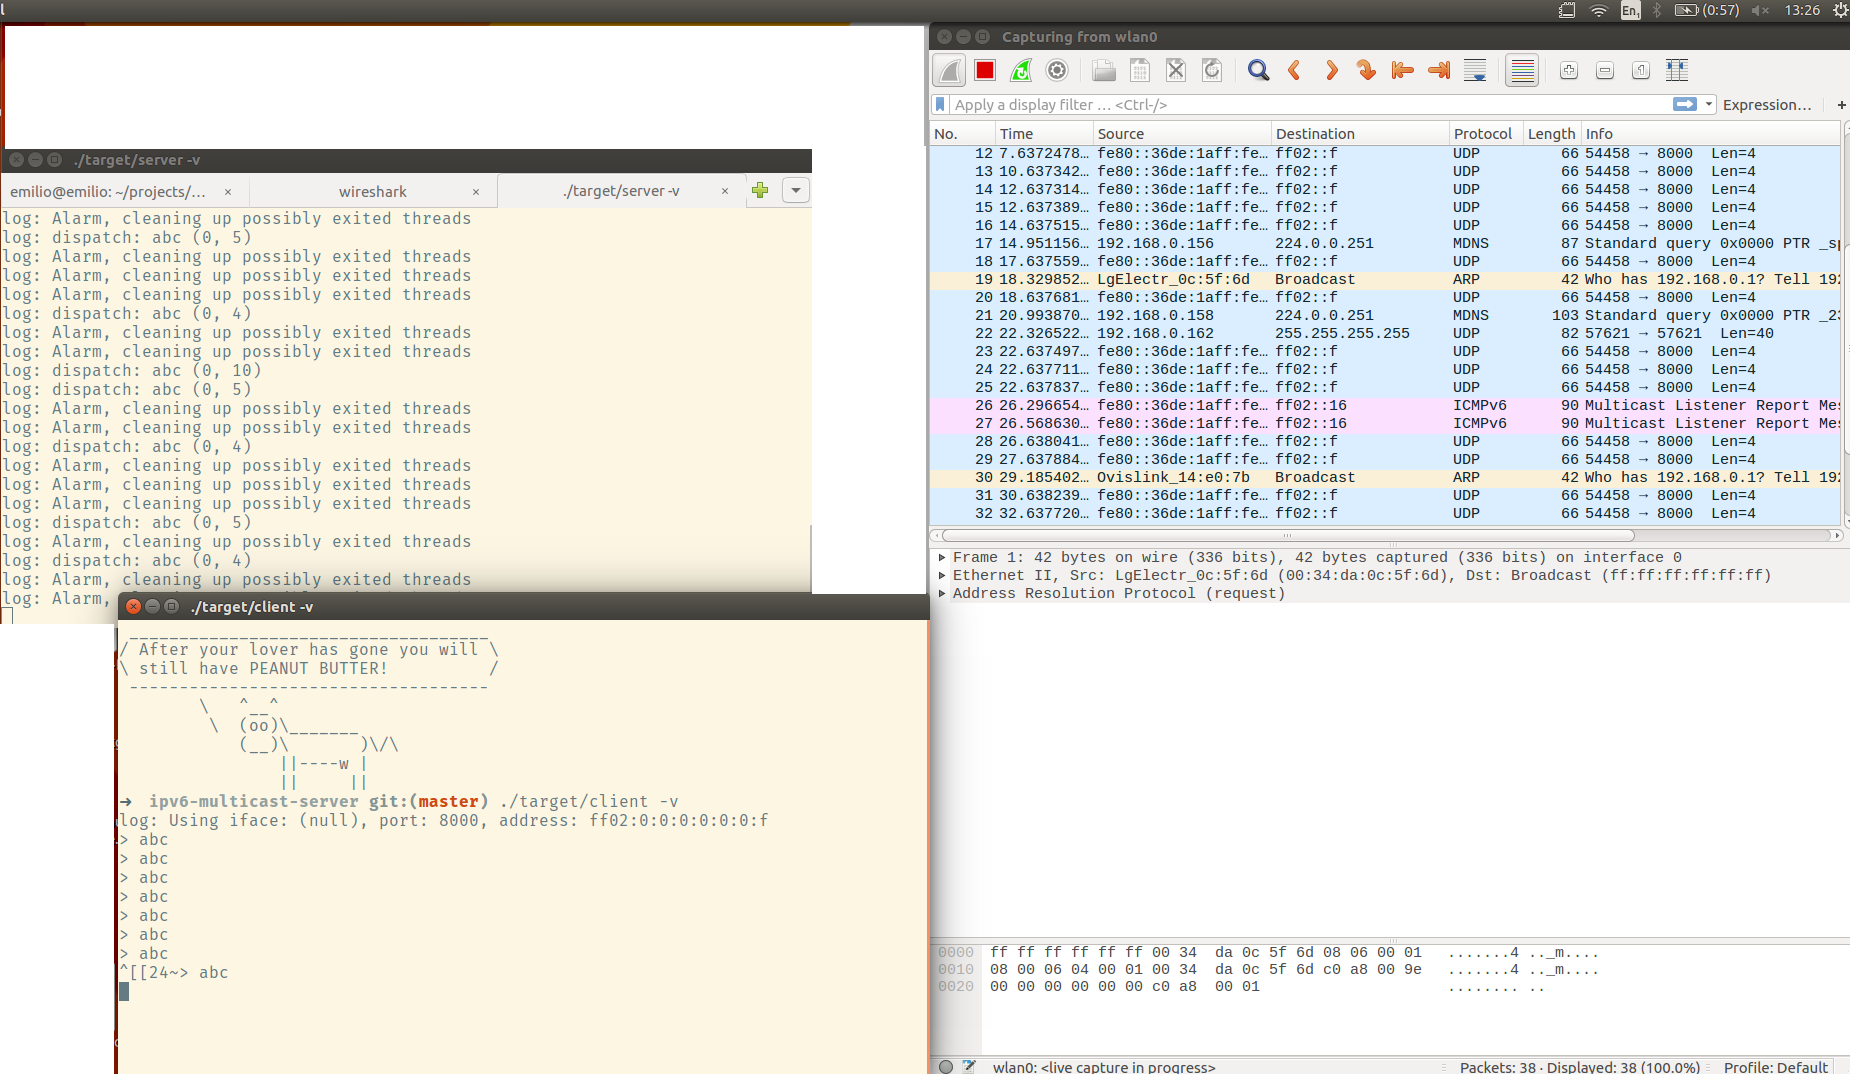 l
En1
(0:57)
13:26
./target/server -v
emilio@emilio: ~/projects/... ×
wireshark ×
./target/server -v ×
log: Alarm, cleaning up possibly exited threads
log: dispatch: abc (0, 5)
log: Alarm, cleaning up possibly exited threads
log: Alarm, cleaning up possibly exited threads
log: Alarm, cleaning up possibly exited threads
log: dispatch: abc (0, 4)
log: Alarm, cleaning up possibly exited threads
log: Alarm, cleaning up possibly exited threads
log: dispatch: abc (0, 10)
log: dispatch: abc (0, 5)
log: Alarm, cleaning up possibly exited threads
log: Alarm, cleaning up possibly exited threads
log: dispatch: abc (0, 4)
log: Alarm, cleaning up possibly exited threads
log: Alarm, cleaning up possibly exited threads
log: Alarm, cleaning up possibly exited threads
log: dispatch: abc (0, 5)
log: Alarm, cleaning up possibly exited threads
log: dispatch: abc (0, 4)
log: Alarm, cleaning up possibly exited threads
log: Alarm,
./target/client -v
 ____________________________________
/ After your lover has gone you will \
\ still have PEANUT BUTTER!          /
 ------------------------------------
        \   ^__^
         \  (oo)\_______
            (__)\       )\/\
                ||----w |
                ||     ||
➜  ipv6-multicast-server git:(master) ./target/client -v
log: Using iface: (null), port: 8000, address: ff02:0:0:0:0:0:0:f
> abc
> abc
> abc
> abc
> abc
> abc
> abc
^[[24~> abc
Capturing from wlan0
Apply a display filter … <Ctrl-/>
Expression… +
No. Time Source Destination Protocol Length Info
12 7.6372478… fe80::36de:1aff:fe… ff02::f UDP 66 54458 → 8000 Len=4
13 10.637342… fe80::36de:1aff:fe… ff02::f UDP 66 54458 → 8000 Len=4
14 12.637314… fe80::36de:1aff:fe… ff02::f UDP 66 54458 → 8000 Len=4
15 12.637389… fe80::36de:1aff:fe… ff02::f UDP 66 54458 → 8000 Len=4
16 14.637515… fe80::36de:1aff:fe… ff02::f UDP 66 54458 → 8000 Len=4
17 14.951156… 192.168.0.156 224.0.0.251 MDNS 87 Standard query 0x0000 PTR _sp
18 17.637559… fe80::36de:1aff:fe… ff02::f UDP 66 54458 → 8000 Len=4
19 18.329852… LgElectr_0c:5f:6d Broadcast ARP 42 Who has 192.168.0.1? Tell 192
20 18.637681… fe80::36de:1aff:fe… ff02::f UDP 66 54458 → 8000 Len=4
21 20.993870… 192.168.0.158 224.0.0.251 MDNS 103 Standard query 0x0000 PTR _23
22 22.326522… 192.168.0.162 255.255.255.255 UDP 82 57621 → 57621 Len=40
23 22.637497… fe80::36de:1aff:fe… ff02::f UDP 66 54458 → 8000 Len=4
24 22.637711… fe80::36de:1aff:fe… ff02::f UDP 66 54458 → 8000 Len=4
25 22.637837… fe80::36de:1aff:fe… ff02::f UDP 66 54458 → 8000 Len=4
26 26.296654… fe80::36de:1aff:fe… ff02::16 ICMPv6 90 Multicast Listener Report Mes
27 26.568630… fe80::36de:1aff:fe… ff02::16 ICMPv6 90 Multicast Listener Report Mes
28 26.638041… fe80::36de:1aff:fe… ff02::f UDP 66 54458 → 8000 Len=4
29 27.637884… fe80::36de:1aff:fe… ff02::f UDP 66 54458 → 8000 Len=4
30 29.185402… Ovislink_14:e0:7b Broadcast ARP 42 Who has 192.168.0.1? Tell 192
31 30.638239… fe80::36de:1aff:fe… ff02::f UDP 66 54458 → 8000 Len=4
32 32.637720… fe80::36de:1aff:fe… ff02::f UDP 66 54458 → 8000 Len=4
Frame 1: 42 bytes on wire (336 bits), 42 bytes captured (336 bits) on interface 0
Ethernet II, Src: LgElectr_0c:5f:6d (00:34:da:0c:5f:6d), Dst: Broadcast (ff:ff:ff:ff:ff:ff)
Address Resolution Protocol (request)
0000 ff ff ff ff ff ff 00 34 da 0c 5f 6d 08 06 00 01 .......4 .._m....
0010 08 00 06 04 00 01 00 34 da 0c 5f 6d c0 a8 00 9e .......4 .._m....
0020 00 00 00 00 00 00 c0 a8 00 01 ........ ..
wlan0: <live capture in progress>
Packets: 38 · Displayed: 38 (100.0%)
Profile: Default